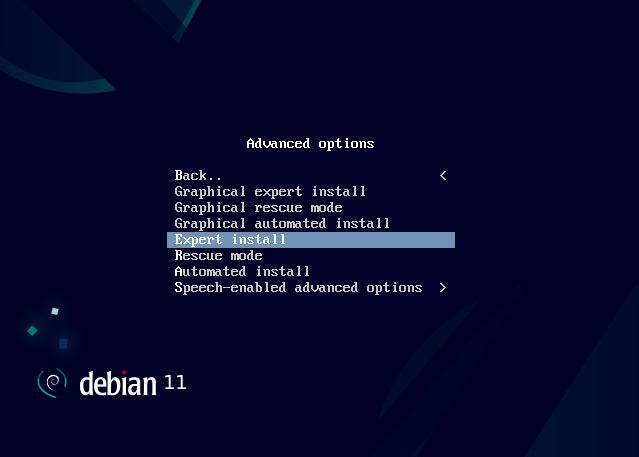 Advanced options
Back.. <
Graphical expert install
Graphical rescue mode
Graphical automated install
Expert install
Rescue mode
Automated install
Speech-enabled advanced options >
debian 11